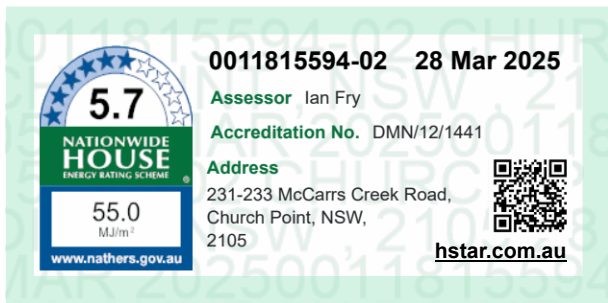 0011815594-02 28 Mar 2025
5.7
NATIONWIDE
HOUSE
ENERGY RATING SCHEME
55.0
MJ/m²
www.nathers.gov.au
Assessor Ian Fry
Accreditation No. DMN/12/1441
Address
231-233 McCarrs Creek Road,
Church Point, NSW,
2105
hstar.com.au